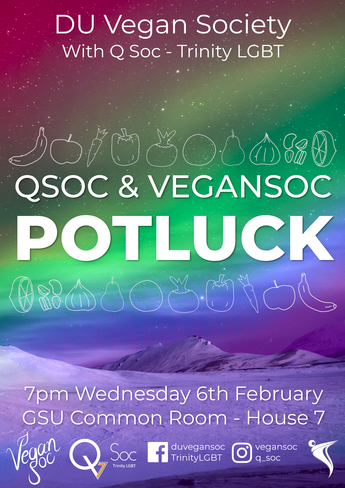 DU Vegan Society
With Q Soc - Trinity LGBT
QSOC & VEGANSOC
POTLUCK
7pm Wednesday 6th February
GSU Common Room - House 7
Vegan Soc
Q Soc
Trinity LGBT
duvegansoc
TrinityLGBT
vegansoc
q_soc